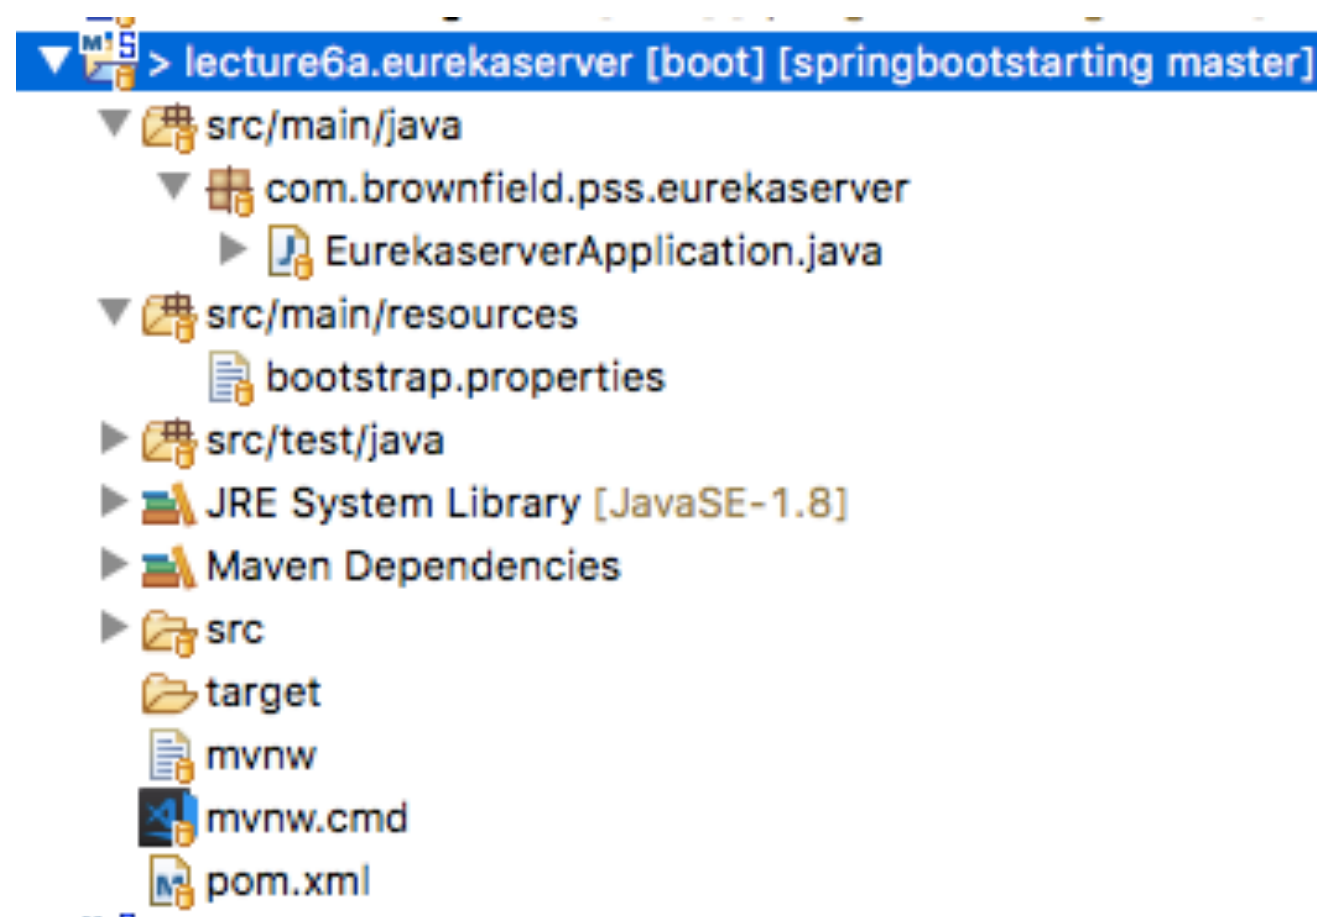 > lecture6a.eurekaserver [boot] [springbootstarting master]
src/main/java
com.brownfield.pss.eurekaserver
EurekaserverApplication.java
src/main/resources
bootstrap.properties
src/test/java
JRE System Library [JavaSE-1.8]
Maven Dependencies
src
target
mvnw
mvnw.cmd
pom.xml